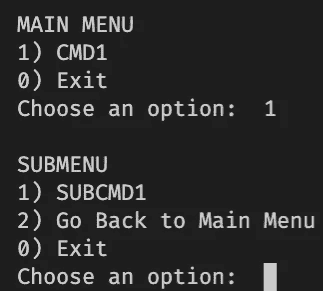 MAIN MENU
1) CMD1
0) Exit
Choose an option:  1
SUBMENU
1) SUBCMD1
2) Go Back to Main Menu
0) Exit
Choose an option: